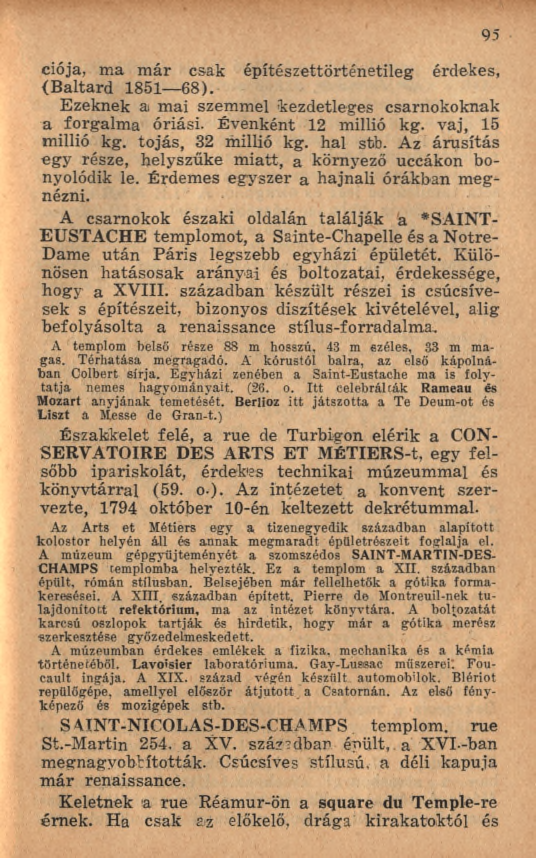 95
ciója, ma már csak építészettörténetileg érdekes,
(Baltard 1851—68).
Ezeknek a mai szemmel kezdetleges csarnokoknak
a forgalma óriási. Évenként 12 millió kg. vaj, 15
millió kg. tojás, 32 millió kg. hal stb. Az árusítás
egy része, helyszűke miatt, a környező uccákon bo-
nyolódik le. Érdemes egyszer a hajnali órákban meg-
nézni.
A csarnokok északi oldalán találják a *SAINT-
EUSTACHE templomot, a Sainte-Chapelle és a Notre-
Dame után Páris legszebb egyházi épületét. Külö-
nösen hatásosak arányai és boltozatai, érdekessége,
hogy a XVIII. században készült részei is csúcsíve-
sek s építészeit, bizonyos diszítések kivételével, alig
befolyásolta a renaissance stílus-forradalma.
A templom belső része 88 m hosszú, 43 m széles, 33 m ma-
gas. Térhatása megragadó. A kórustól balra, az első kápolná-
ban Colbert sírja. Egyházi zenében a Saint-Eustache ma is foly-
tatja nemes hagyományait. (26. o. Itt celebrálták Rameau és
Mozart anyjának temetését. Berlioz itt játszotta a Te Deum-ot és
Liszt a Messe de Gran-t.)
Északkelet felé, a rue de Turbigon elérik a CON-
SERVATOIRE DES ARTS ET MÉTIERS-t, egy fel-
sőbb ipariskolát, érdekes technikai múzeummal és
könyvtárral (59. o.). Az intézetet a konvent szer-
vezte, 1794 október 10-én keltezett dekrétummal.
Az Arts et Métiers egy a tizenegyedik században alapított
kolostor helyén áll és annak megmaradt épületrészeit foglalja el.
A múzeum gépgyüjteményét a szomszédos SAINT-MARTIN-DES-
CHAMPS templomba helyezték. Ez a templom a XII. században
épült, román stílusban. Belsejében már fellelhetők a gótika forma-
keresései. A XIII. században épített, Pierre de Montreuil-nek tu-
lajdonított refektórium, ma az intézet könyvtára. A boltozatát
karcsú oszlopok tartják és hirdetik, hogy már a gótika merész
szerkesztése győzedelmeskedett.
A múzeumban érdekes emlékek a fizika, mechanika és a kémia
történetéből. Lavoisier laboratóriuma. Gay-Lussac műszerei. Fou-
cault ingája. A XIX. század végén készült automobilok. Blériot
repülőgépe, amellyel először átjutott a Csatornán. Az első fény-
képező és mozigépek stb.
SAINT-NICOLAS-DES-CHAMPS templom, rue
St.-Martin 254. a XV. században épült, a XVI.-ban
megnagyobbították. Csúcsíves stílusú, a déli kapuja
már renaissance.
Keletnek a rue Réamur-ön a square du Temple-re
érnek. Ha csak az előkelő, drága kirakatoktól és